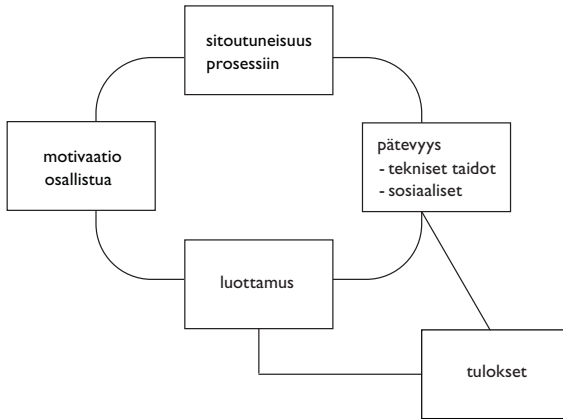 sitoutuneisuus
prosessiin
motivaatio
osallistua
pätevyys
- tekniset taidot
- sosiaaliset
luottamus
tulokset